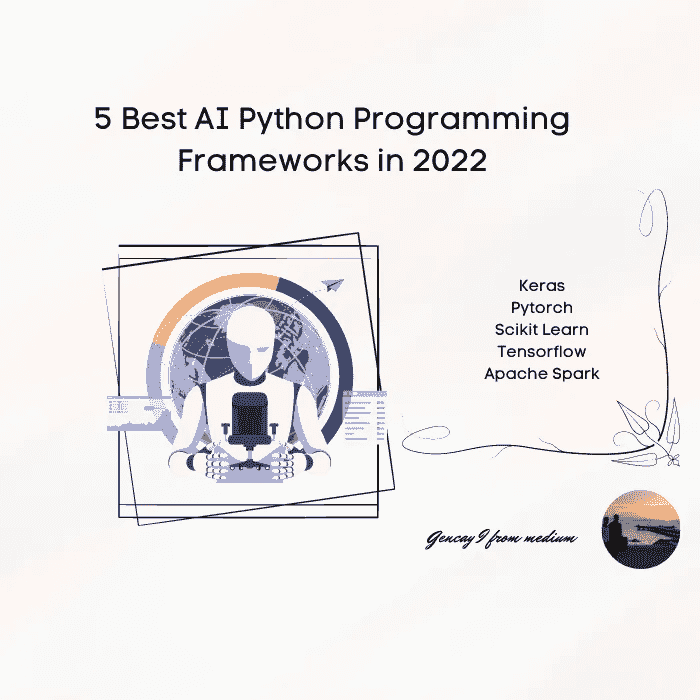 5 Best AI Python Programming
Frameworks in 2022
Keras
Pytorch
Scikit Learn
Tensorflow
Apache Spark
Gencay I from medium